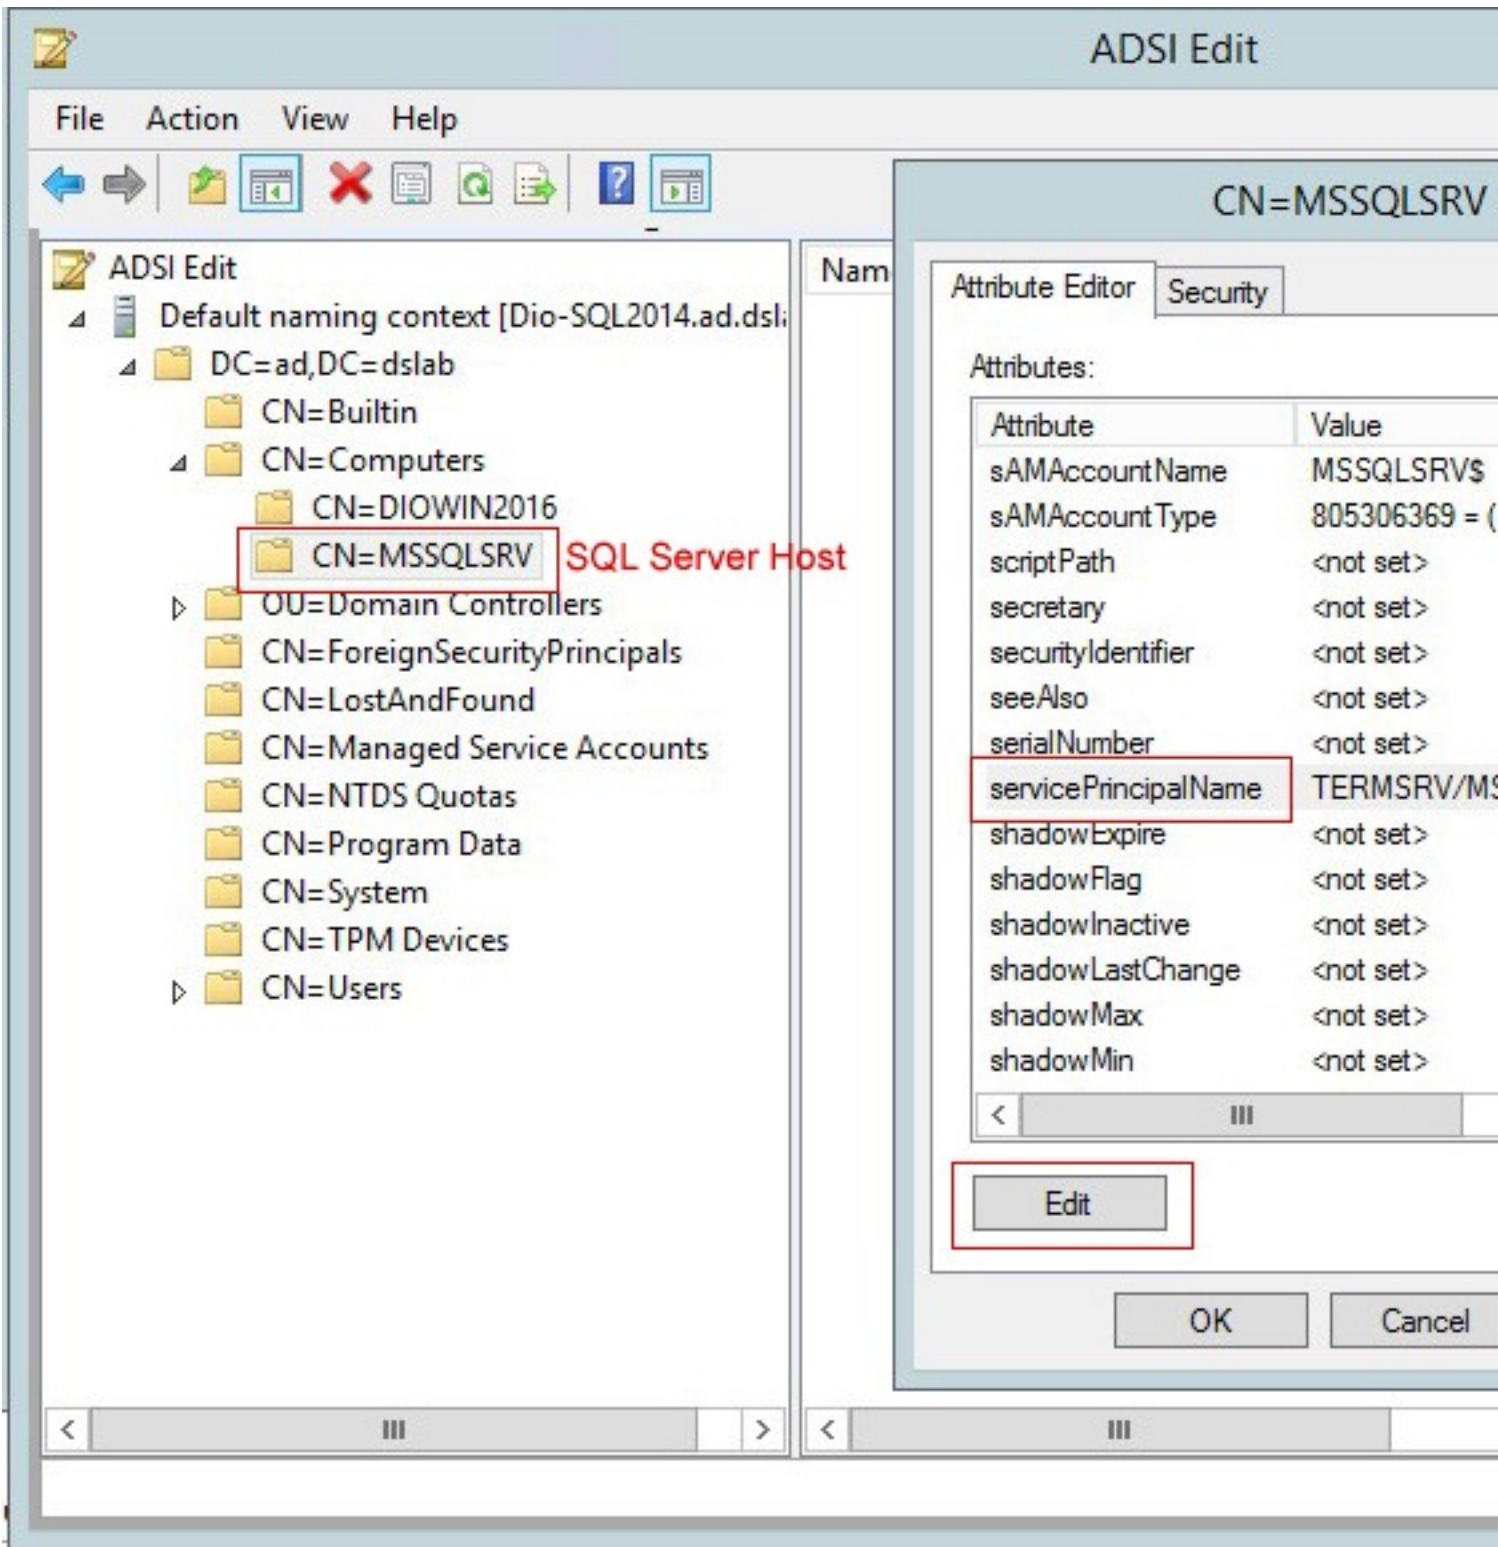 ADSI Edit
File Action View Help
CN=MSSQLSRV
ADSI Edit
Default naming context [Dio-SQL2014.ad.dsla
DC=ad,DC=dslab
CN=Builtin
CN=Computers
CN=DIOWIN2016
CN=MSSQLSRV SQL Server Host
OU=Domain Controllers
CN=ForeignSecurityPrincipals
CN=LostAndFound
CN=Managed Service Accounts
CN=NTDS Quotas
CN=Program Data
CN=System
CN=TPM Devices
CN=Users
Nam
Attribute Editor Security
Attributes:
Attribute Value
sAMAccountName MSSQLSRV$
sAMAccountType 805306369 = (
scriptPath <not set>
secretary <not set>
securityIdentifier <not set>
seeAlso <not set>
serialNumber <not set>
servicePrincipalName TERMSRV/MS
shadowExpire <not set>
shadowFlag <not set>
shadowInactive <not set>
shadowLastChange <not set>
shadowMax <not set>
shadowMin <not set>
Edit
OK Cancel